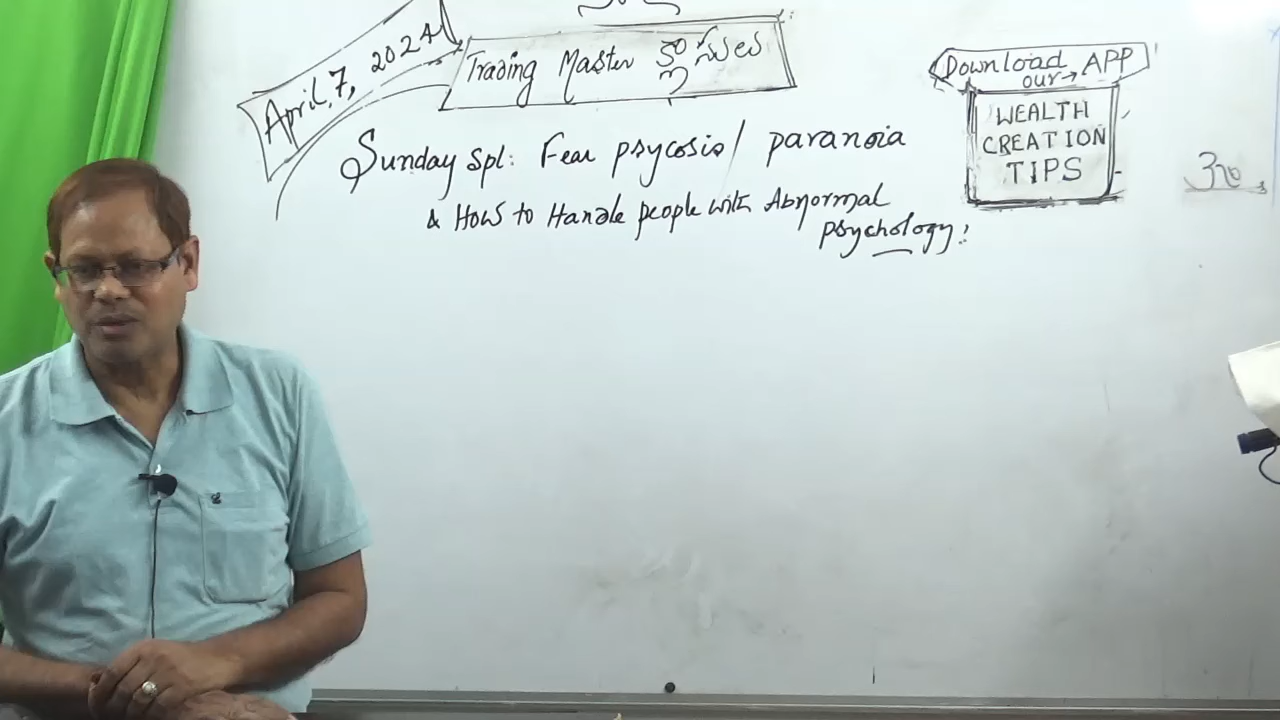 April, 7, 2024
Trading Master క్లాసులు
Download
our → APP
WEALTH
CREATION
TIPS
Sunday Spl: Fear psycosis / paranoia
& How to Handle people with Abnormal
psychology!